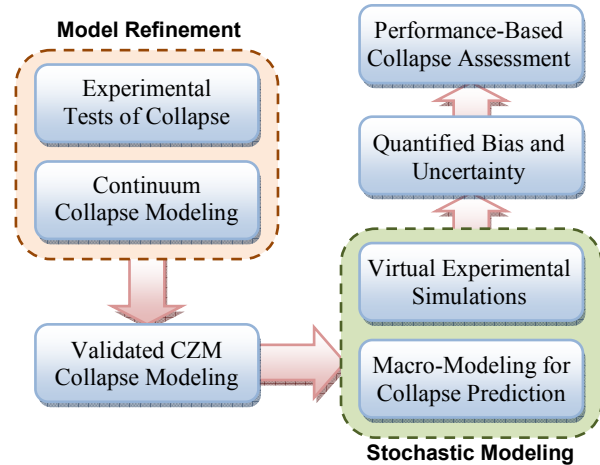 Model Refinement
Experimental
Tests of Collapse
Continuum
Collapse Modeling
Validated CZM
Collapse Modeling
Performance-Based
Collapse Assessment
Quantified Bias and
Uncertainty
Virtual Experimental
Simulations
Macro-Modeling for
Collapse Prediction
Stochastic Modeling